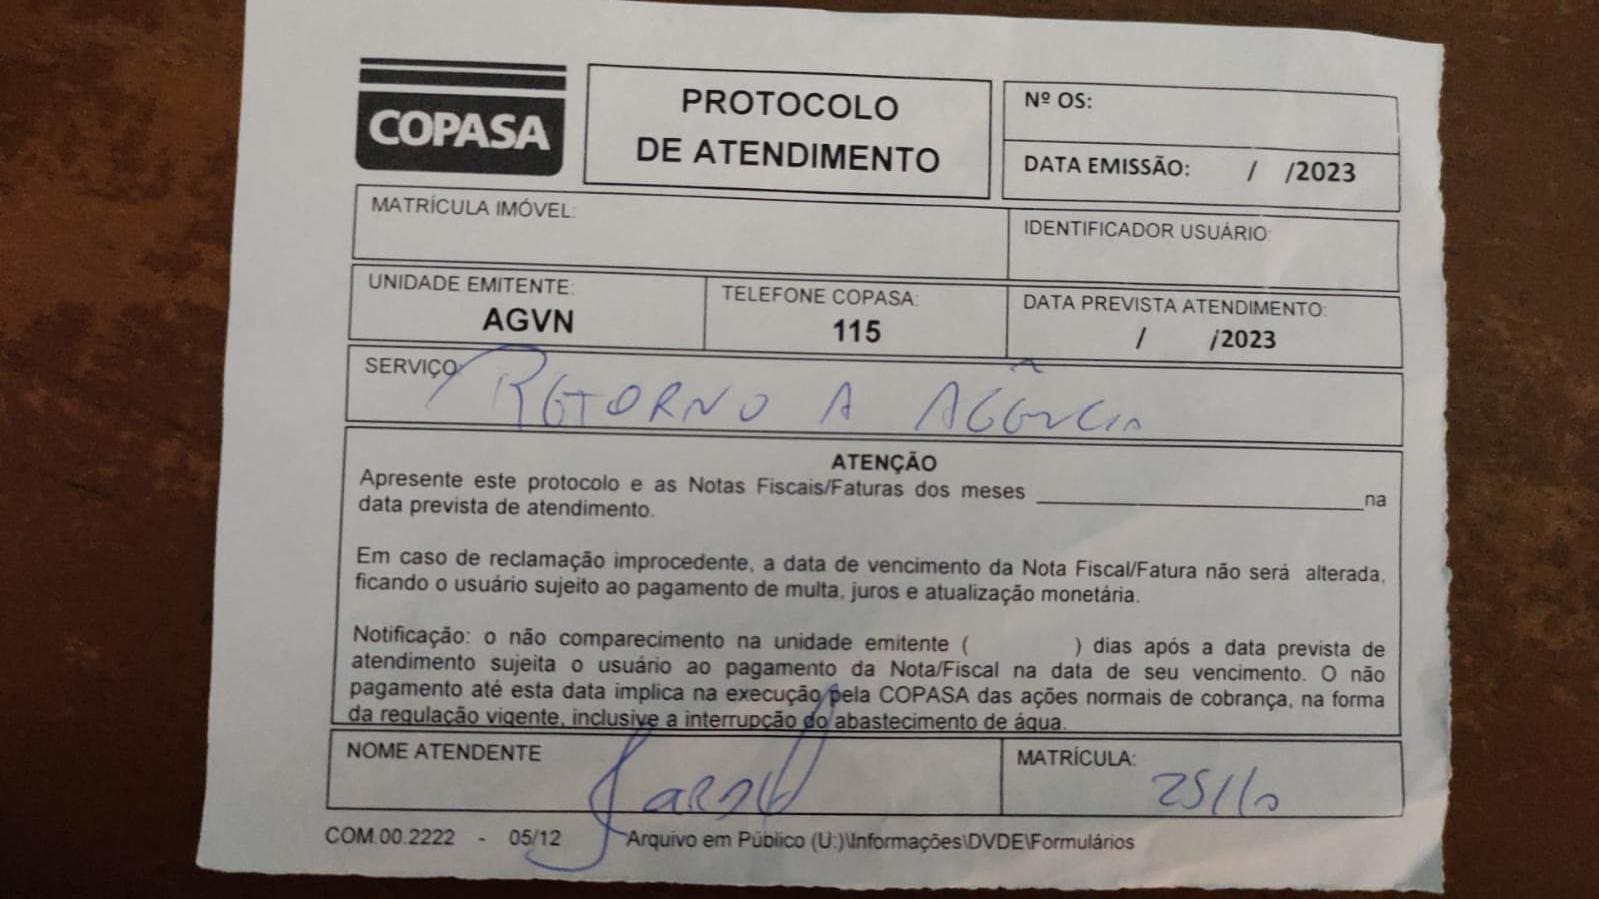 COPASA
PROTOCOLO
DE ATENDIMENTO
Nº OS:
DATA EMISSÃO: / /2023
MATRÍCULA IMÓVEL:
IDENTIFICADOR USUÁRIO:
UNIDADE EMITENTE:
AGVN
TELEFONE COPASA:
115
DATA PREVISTA ATENDIMENTO:
/ /2023
SERVIÇO:
RETORNO A AGÊNCIA
ATENÇÃO
Apresente este protocolo e as Notas Fiscais/Faturas dos meses ____________________ na
data prevista de atendimento.
Em caso de reclamação improcedente, a data de vencimento da Nota Fiscal/Fatura não será alterada,
ficando o usuário sujeito ao pagamento de multa, juros e atualização monetária.
Notificação: o não comparecimento na unidade emitente ( ) dias após a data prevista de
atendimento sujeita o usuário ao pagamento da Nota/Fiscal na data de seu vencimento. O não
pagamento até esta data implica na execução pela COPASA das ações normais de cobrança, na forma
da regulação vigente, inclusive a interrupção do abastecimento de água.
NOME ATENDENTE
MATRÍCULA:
COM.00.2222 - 05/12 Arquivo em Público (U:)\Informações\DVDE\Formulários